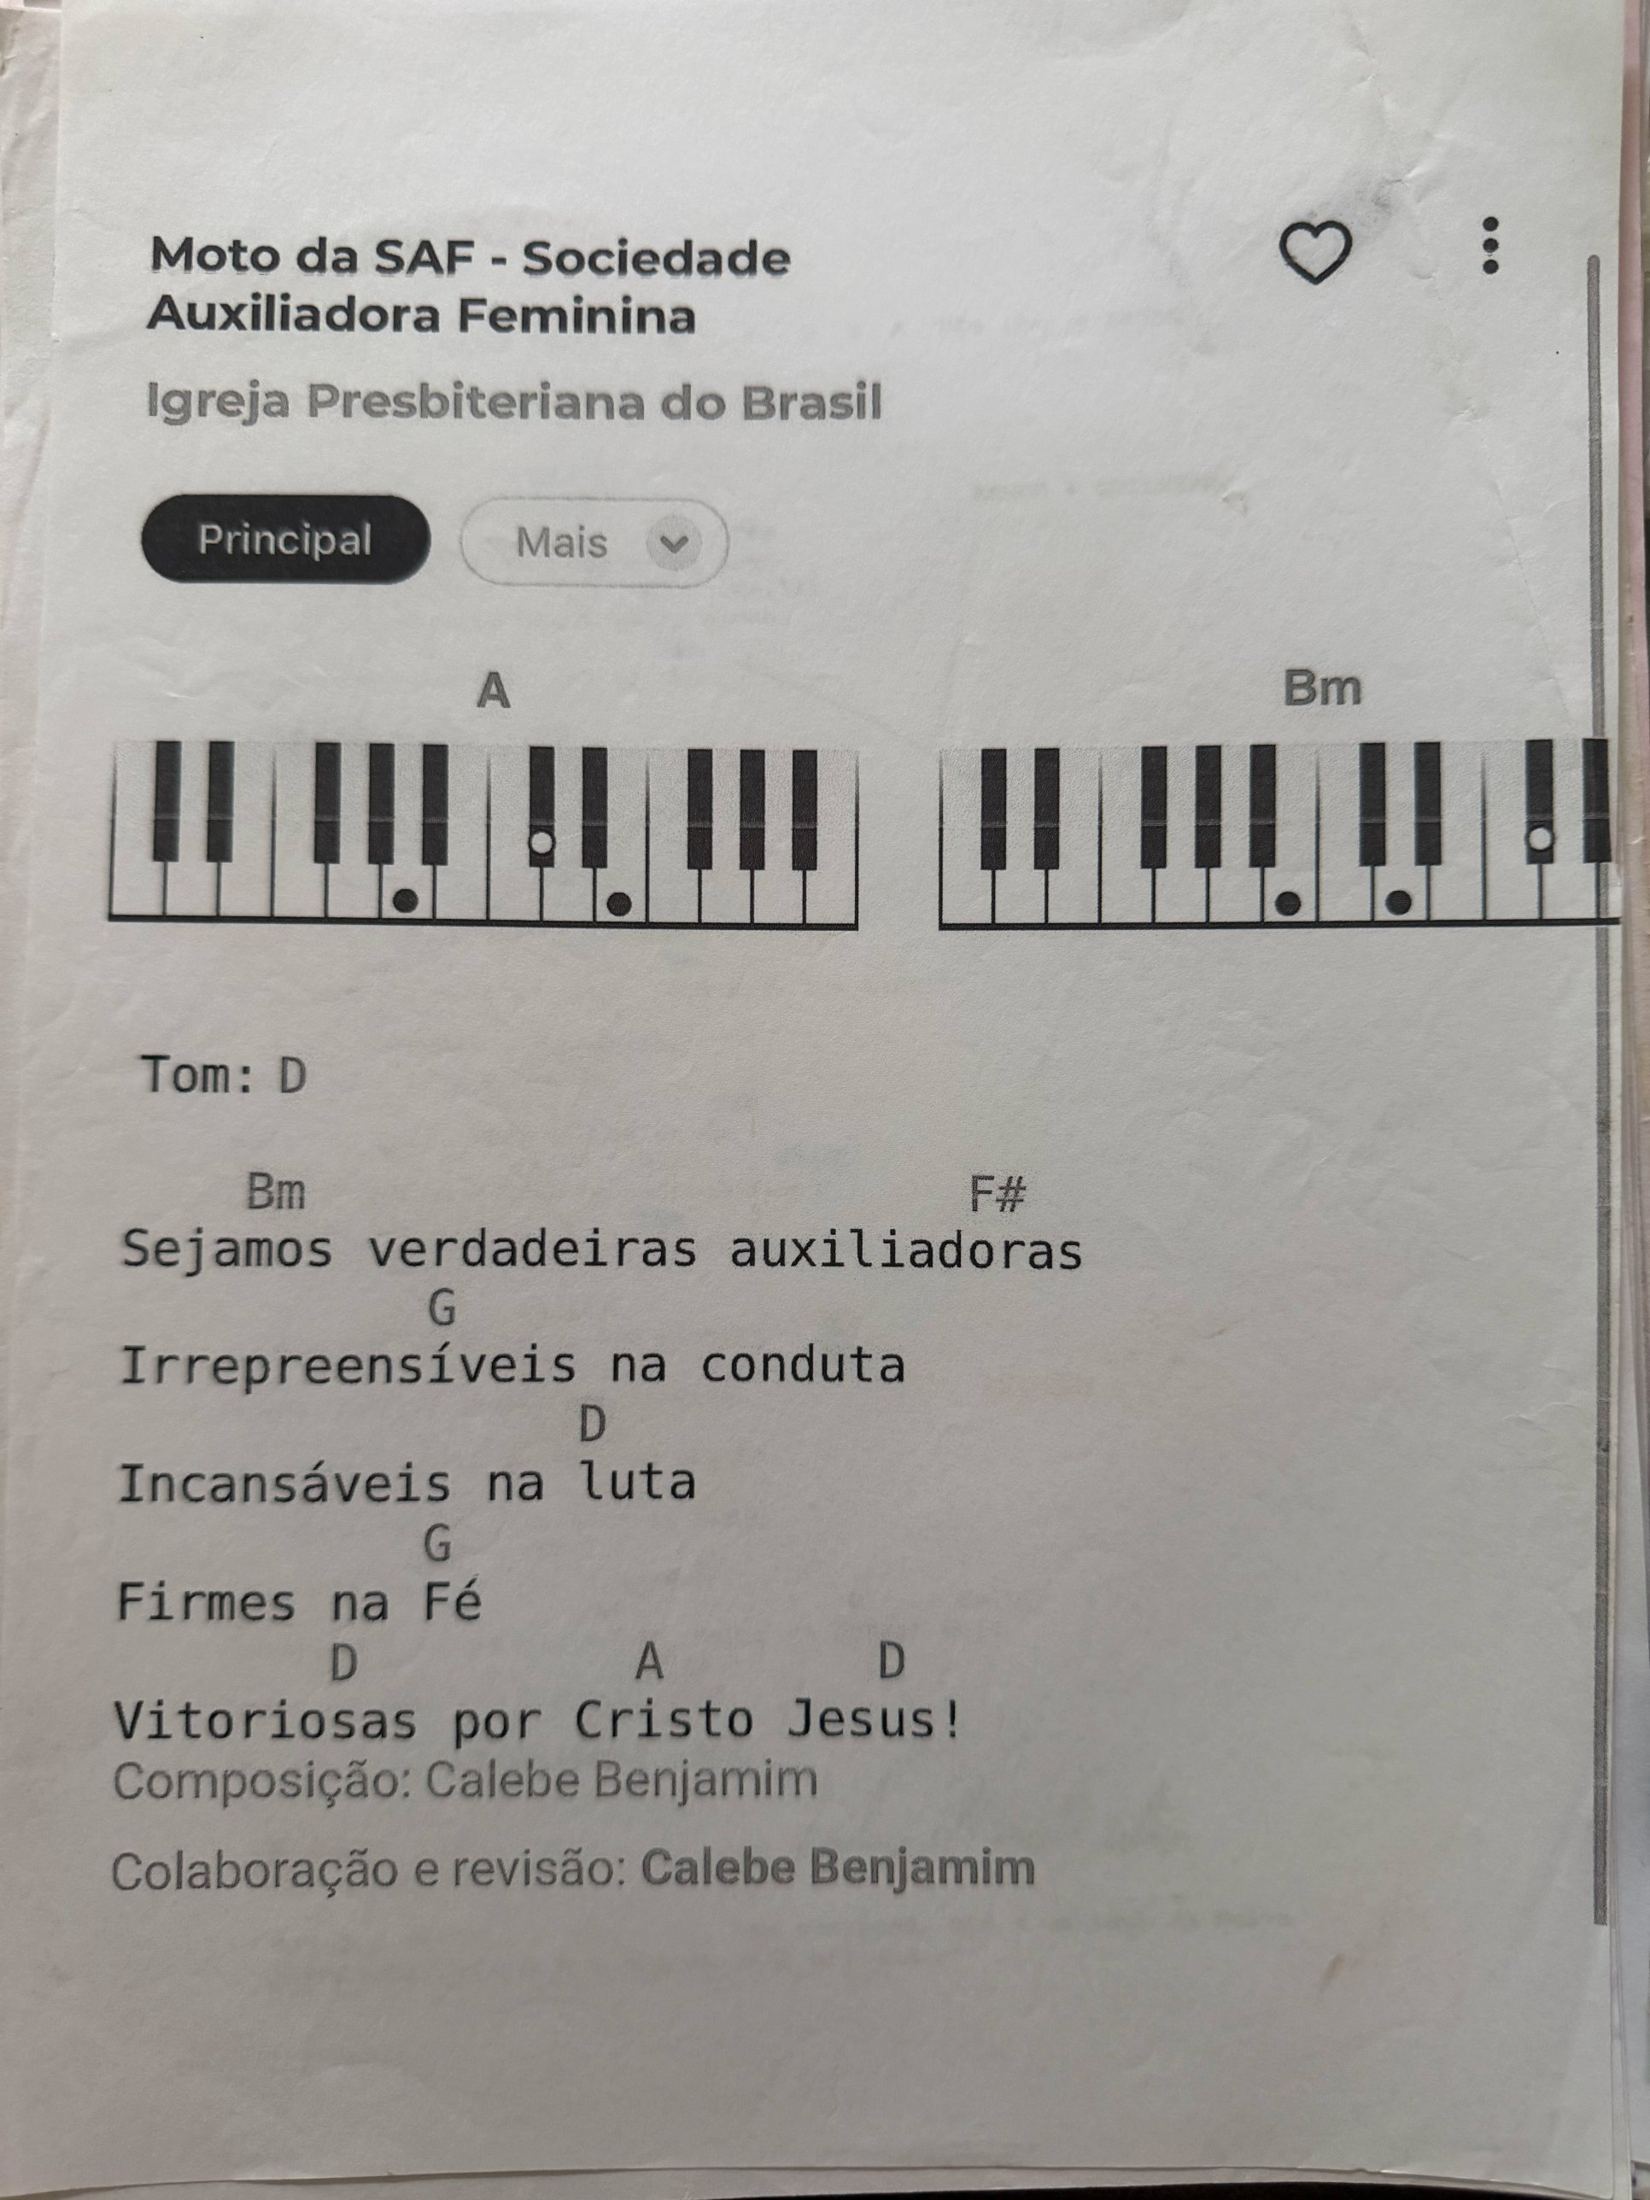 Moto da SAF - Sociedade
Auxiliadora Feminina
Igreja Presbiteriana do Brasil
Principal
Mais
A
Bm
Tom: D
Bm F#
Sejamos verdadeiras auxiliadoras
G
Irrepreensíveis na conduta
D
Incansáveis na luta
G
Firmes na Fé
D A D
Vitoriosas por Cristo Jesus!
Composição: Calebe Benjamim
Colaboração e revisão: Calebe Benjamim